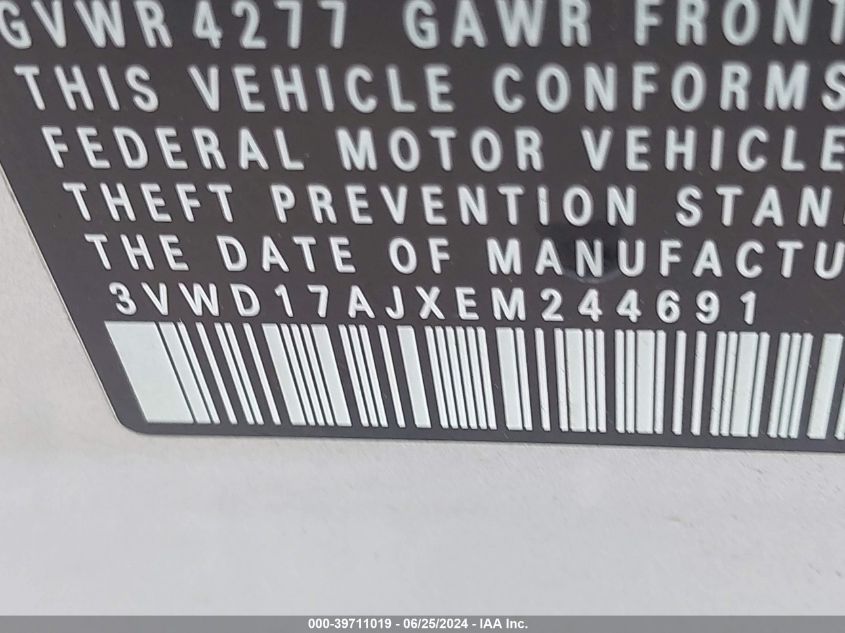 GVWR 4277 GAWR FRONT
THIS VEHICLE CONFORMS
FEDERAL MOTOR VEHICLE
THEFT PREVENTION STAN
THE DATE OF MANUFACTU
3VWD17AJXEM244691
000-39711019 - 06/25/2024 - IAA Inc.